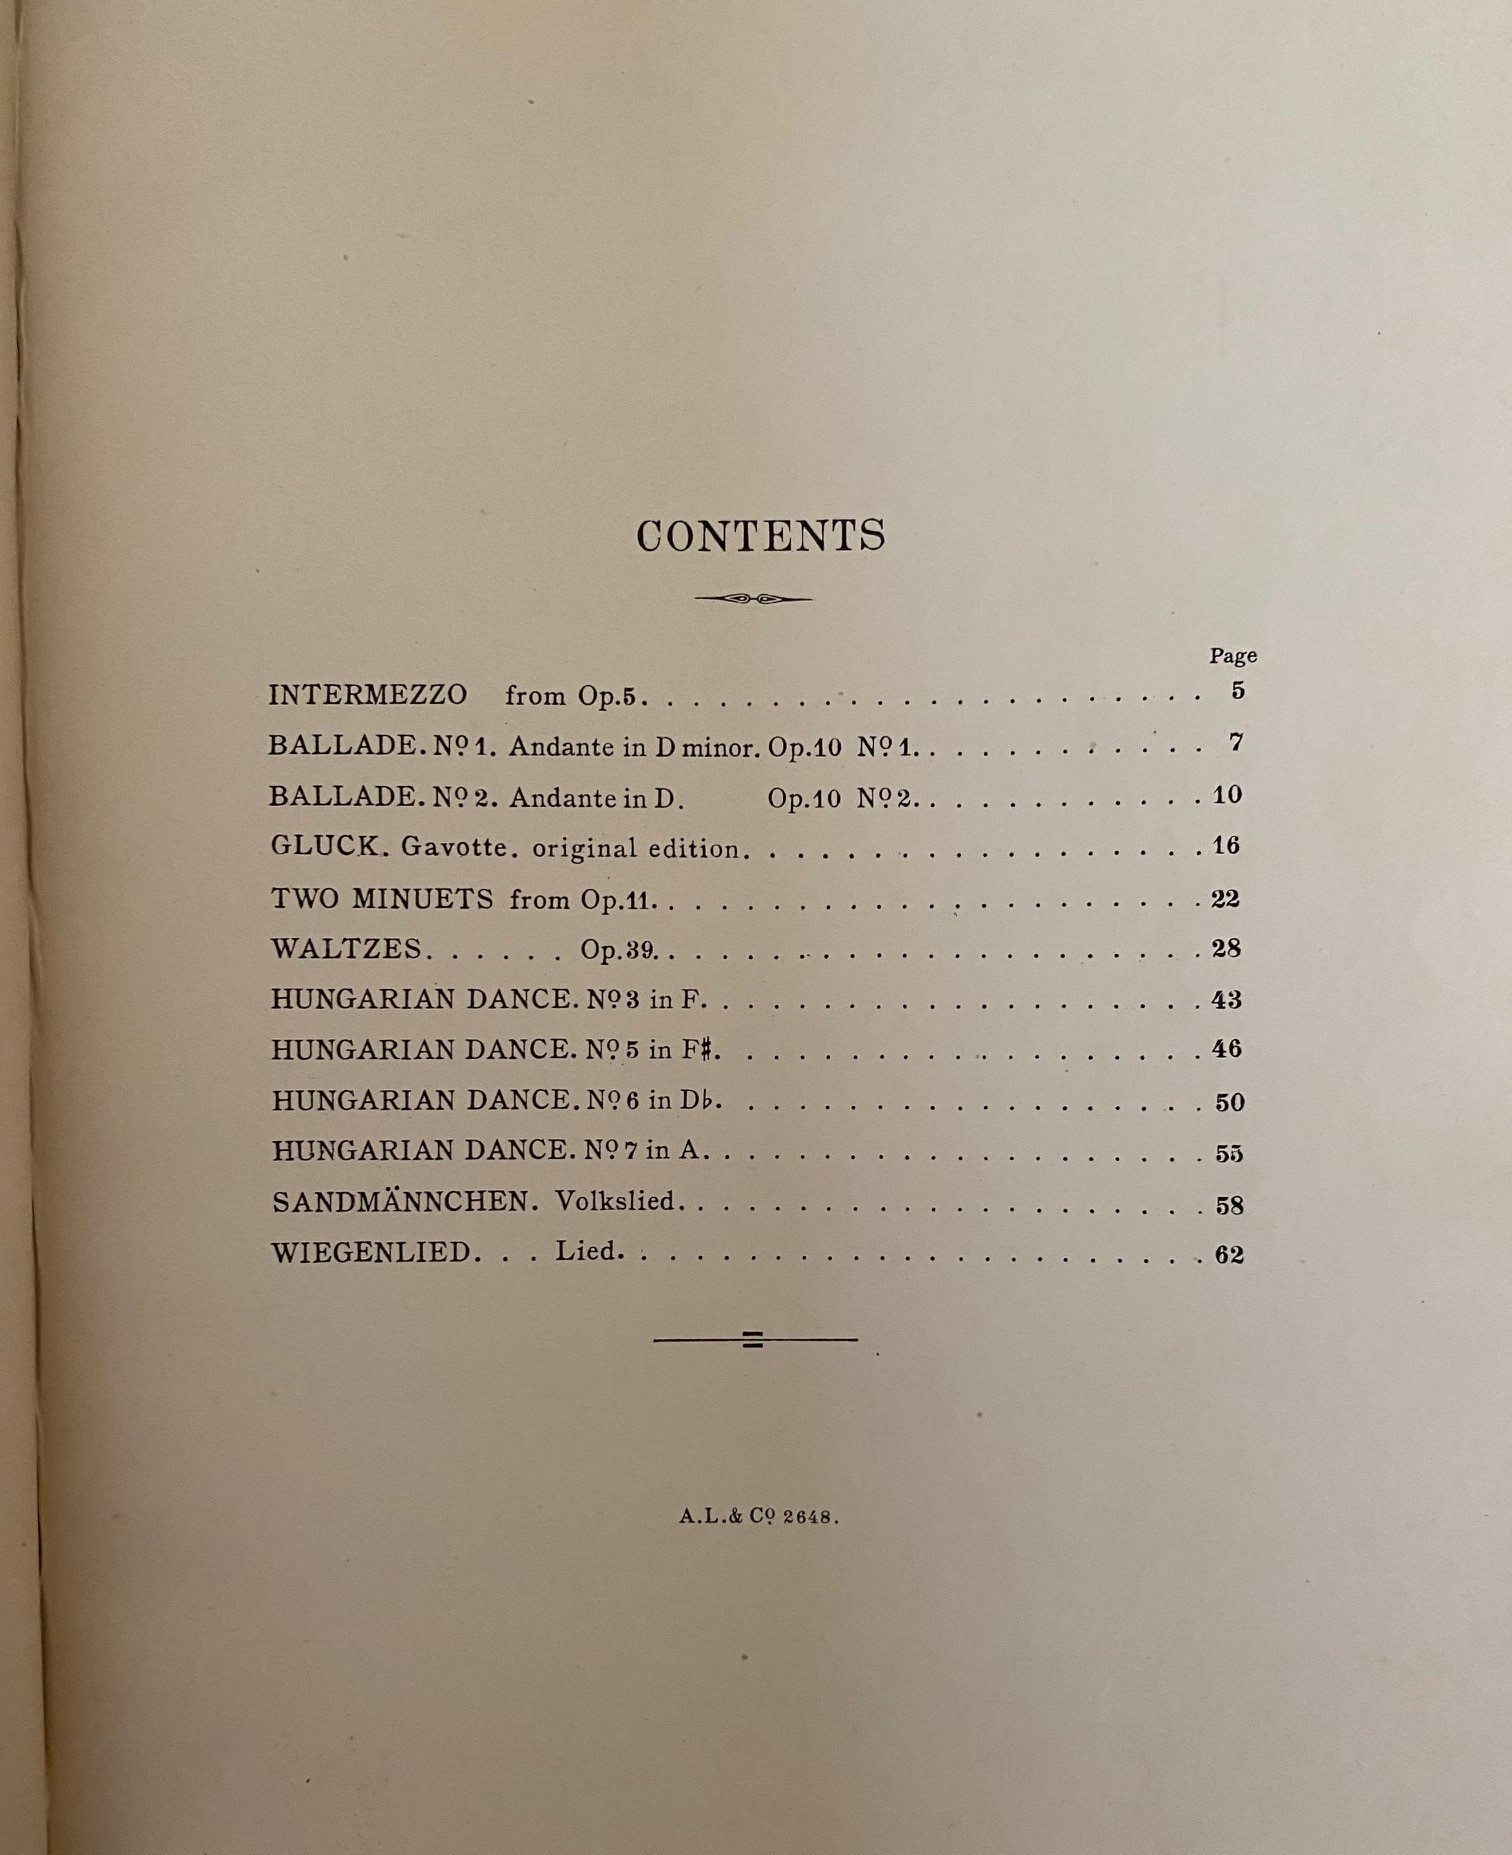 CONTENTS
Page
INTERMEZZO from Op.5. . . . . . . . . . . . . . . . . . . . . . 5
BALLADE. Nº 1. Andante in D minor. Op.10 Nº 1. . . . . . . . . . . . 7
BALLADE. Nº 2. Andante in D. Op.10 Nº 2. . . . . . . . . . . . 10
GLUCK. Gavotte. original edition. . . . . . . . . . . . . . . . . . 16
TWO MINUETS from Op.11. . . . . . . . . . . . . . . . . . . . . . 22
WALTZES. . . . . . Op.39. . . . . . . . . . . . . . . . . . . . . . 28
HUNGARIAN DANCE. Nº 3 in F. . . . . . . . . . . . . . . . . . . . 43
HUNGARIAN DANCE. Nº 5 in F♯. . . . . . . . . . . . . . . . . . . 46
HUNGARIAN DANCE. Nº 6 in D♭. . . . . . . . . . . . . . . . . . . 50
HUNGARIAN DANCE. Nº 7 in A. . . . . . . . . . . . . . . . . . . . 55
SANDMÄNNCHEN. Volkslied. . . . . . . . . . . . . . . . . . . . . 58
WIEGENLIED. . . Lied. . . . . . . . . . . . . . . . . . . . . . . 62
A.L.& Cº 2648.